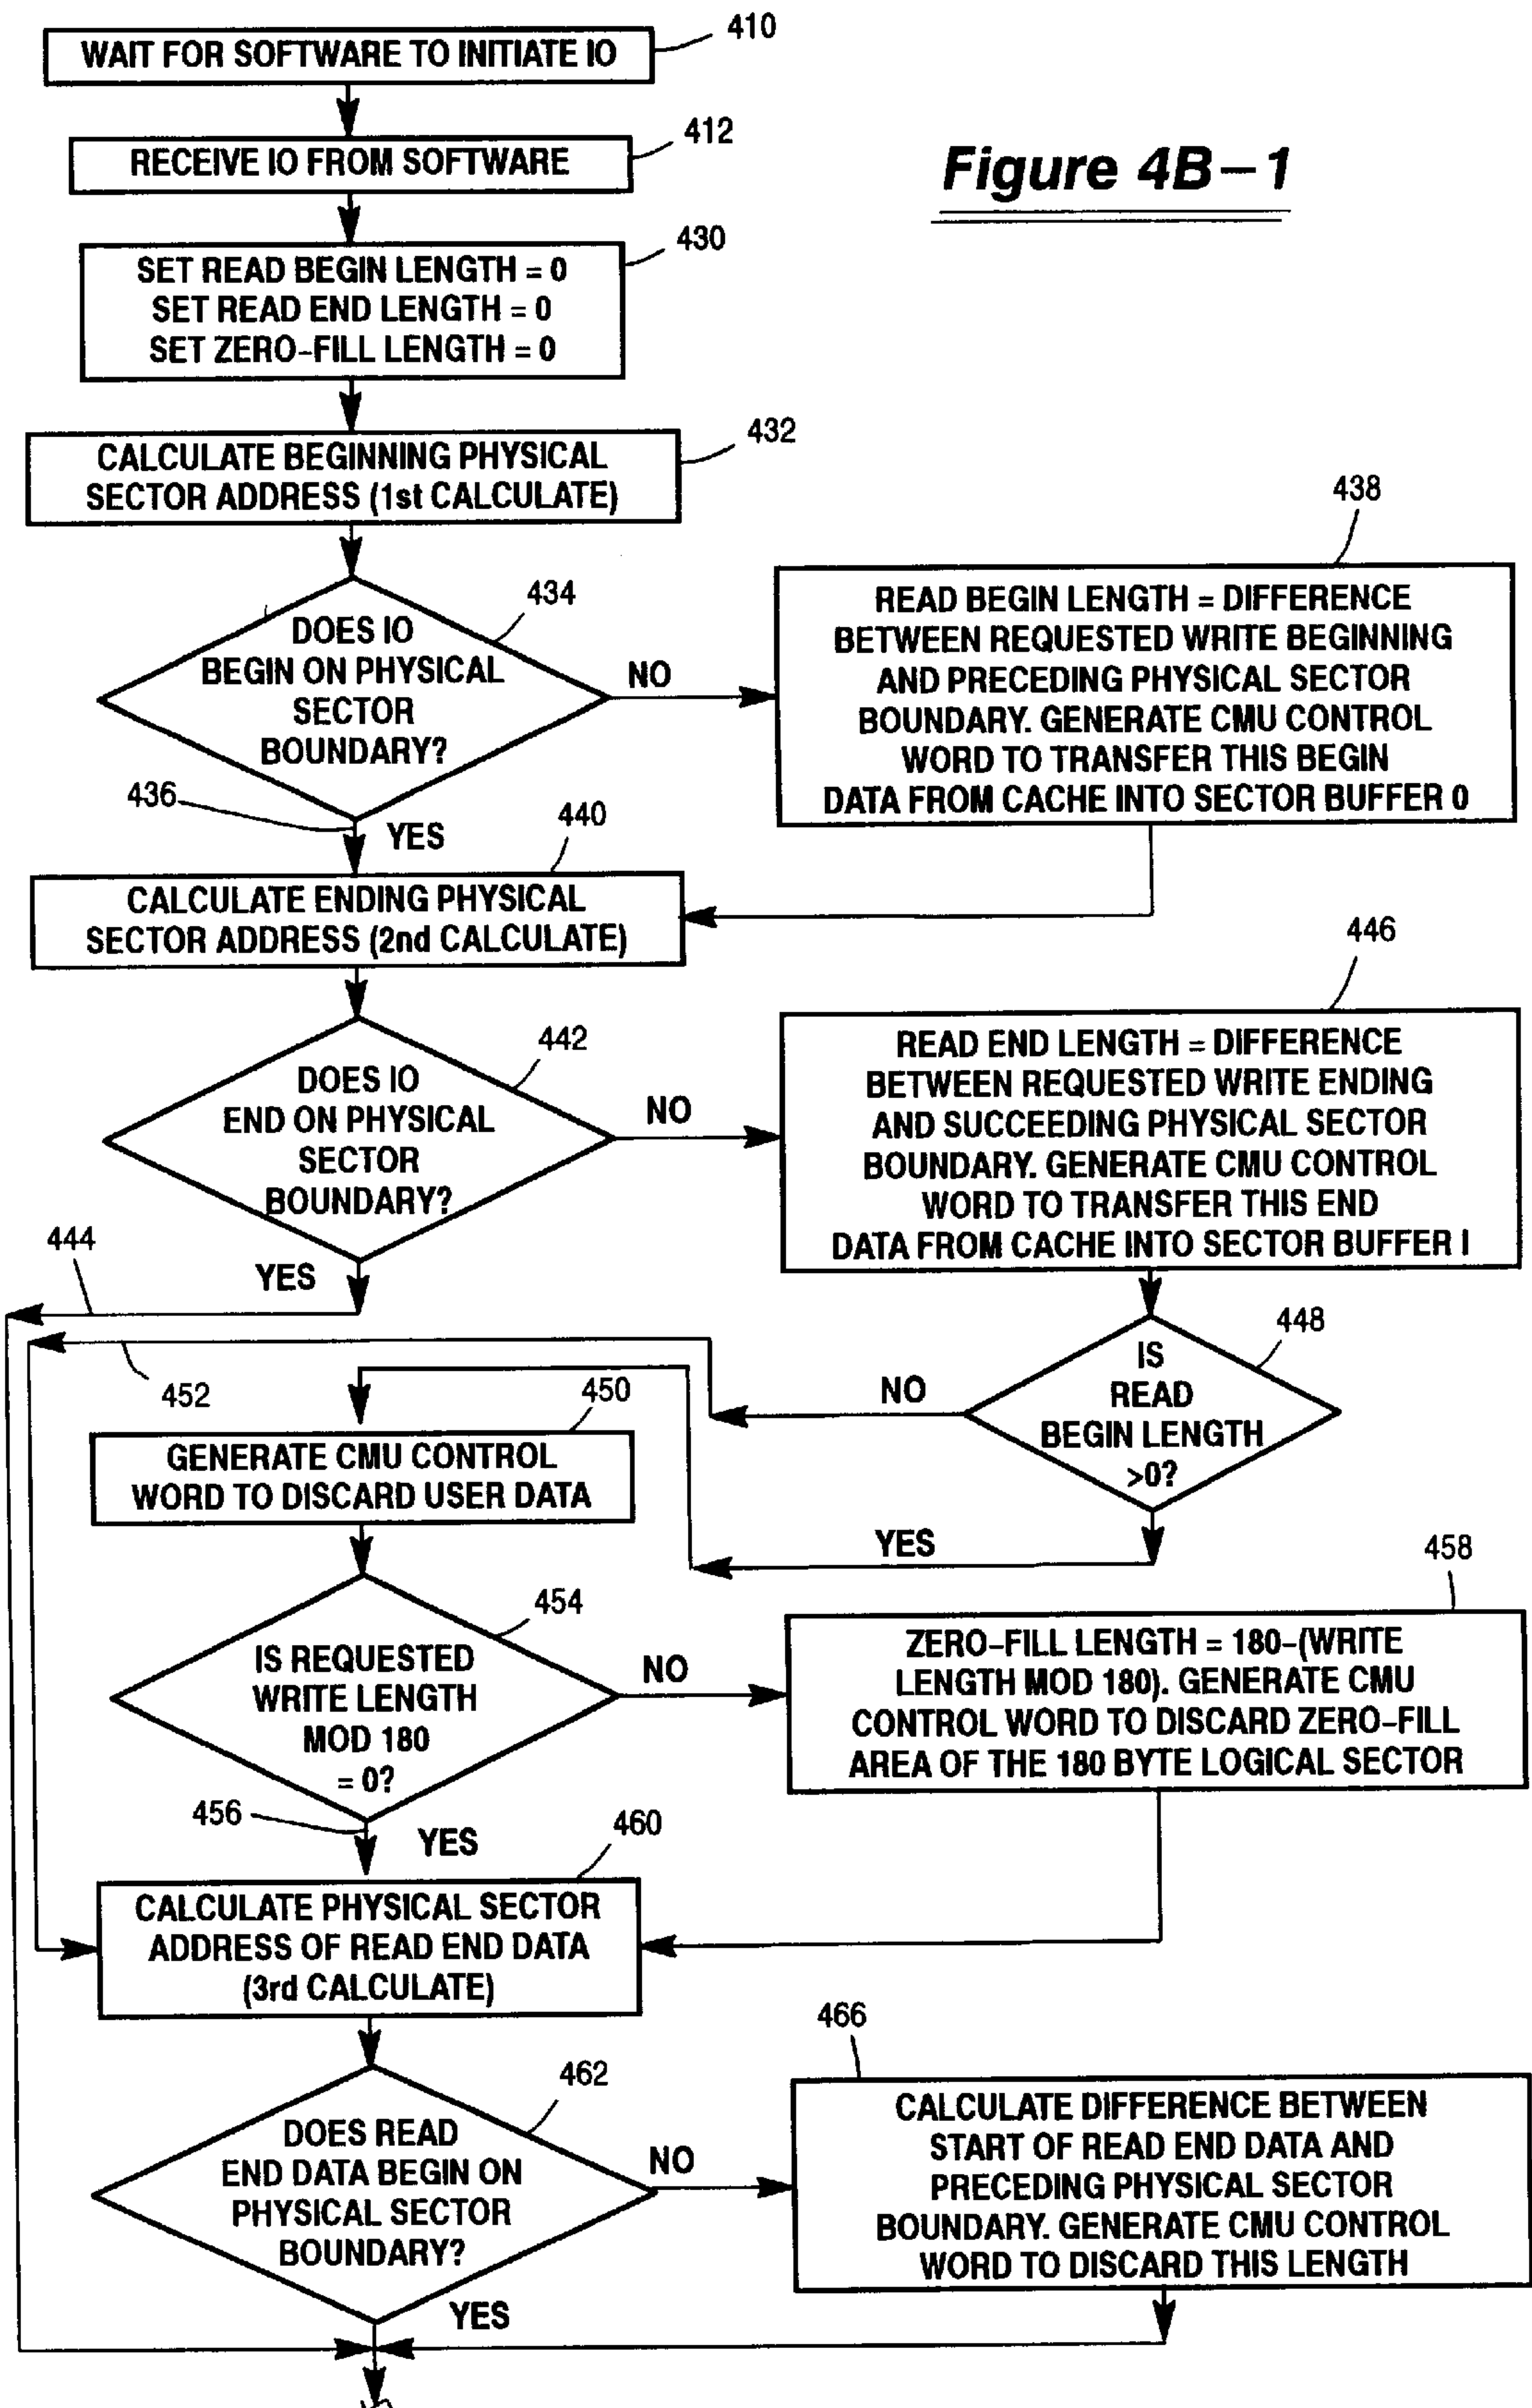 WAIT FOR SOFTWARE TO INITIATE IO
410
RECEIVE IO FROM SOFTWARE
412
Figure 4B-1
SET READ BEGIN LENGTH = 0
SET READ END LENGTH = 0
SET ZERO-FILL LENGTH = 0
430
CALCULATE BEGINNING PHYSICAL
SECTOR ADDRESS (1st CALCULATE)
432
DOES IO
BEGIN ON PHYSICAL
SECTOR
BOUNDARY?
434
NO
438
READ BEGIN LENGTH = DIFFERENCE
BETWEEN REQUESTED WRITE BEGINNING
AND PRECEDING PHYSICAL SECTOR
BOUNDARY. GENERATE CMU CONTROL
WORD TO TRANSFER THIS BEGIN
DATA FROM CACHE INTO SECTOR BUFFER 0
436
YES
440
CALCULATE ENDING PHYSICAL
SECTOR ADDRESS (2nd CALCULATE)
DOES IO
END ON PHYSICAL
SECTOR
BOUNDARY?
442
NO
446
READ END LENGTH = DIFFERENCE
BETWEEN REQUESTED WRITE ENDING
AND SUCCEEDING PHYSICAL SECTOR
BOUNDARY. GENERATE CMU CONTROL
WORD TO TRANSFER THIS END
DATA FROM CACHE INTO SECTOR BUFFER I
444
YES
IS
READ
BEGIN LENGTH
>0?
448
NO
452
YES
450
GENERATE CMU CONTROL
WORD TO DISCARD USER DATA
IS REQUESTED
WRITE LENGTH
MOD 180
= 0?
454
NO
458
ZERO-FILL LENGTH = 180-(WRITE
LENGTH MOD 180). GENERATE CMU
CONTROL WORD TO DISCARD ZERO-FILL
AREA OF THE 180 BYTE LOGICAL SECTOR
456
YES
460
CALCULATE PHYSICAL SECTOR
ADDRESS OF READ END DATA
(3rd CALCULATE)
DOES READ
END DATA BEGIN ON
PHYSICAL SECTOR
BOUNDARY?
462
NO
466
CALCULATE DIFFERENCE BETWEEN
START OF READ END DATA AND
PRECEDING PHYSICAL SECTOR
BOUNDARY. GENERATE CMU CONTROL
WORD TO DISCARD THIS LENGTH
YES